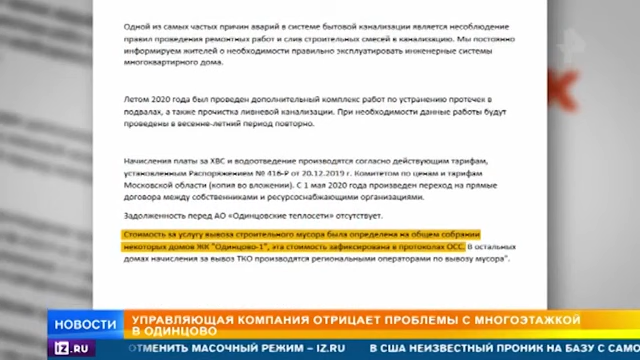 Одной из самых частых причин аварий в системе бытовой канализации является несоблюдение
правил проведения ремонтных работ и слив строительных смесей в канализацию. Мы постоянно
информируем жителей о необходимости правильно эксплуатировать инженерные системы
многоквартирного дома.
Летом 2020 года был проведен дополнительный комплекс работ по устранению протечек в
подвалах, а также прочистка ливневой канализации. При необходимости данные работы будут
проведены в весенне-летний период повторно.
Начисления платы за ХВС и водоотведение производятся согласно действующим тарифам,
установленным Распоряжением № 416-Р от 20.12.2019 г. Комитетом по ценам и тарифам
Московской области (копия во вложении). С 1 мая 2020 года произведен переход на прямые
договора между собственниками и ресурсоснабжающими организациями.
Задолженность перед АО «Одинцовские теплосети» отсутствует.
Стоимость за услугу вывоза строительного мусора была определена на общем собрании
некоторых домов ЖК "Одинцово-1", эта стоимость зафиксирована в протоколах ОСС. В остальных
домах начисления за вывоз ТКО производятся региональными операторами по вывозу мусора".
НОВОСТИ
УПРАВЛЯЮЩАЯ КОМПАНИЯ ОТРИЦАЕТ ПРОБЛЕМЫ С МНОГОЭТАЖКОЙ
В ОДИНЦОВО
IZ.RU
ОТМЕНИТЬ МАСОЧНЫЙ РЕЖИМ – IZ.RU
В США НЕИЗВЕСТНЫЙ ПРОНИК НА БАЗУ С САМО